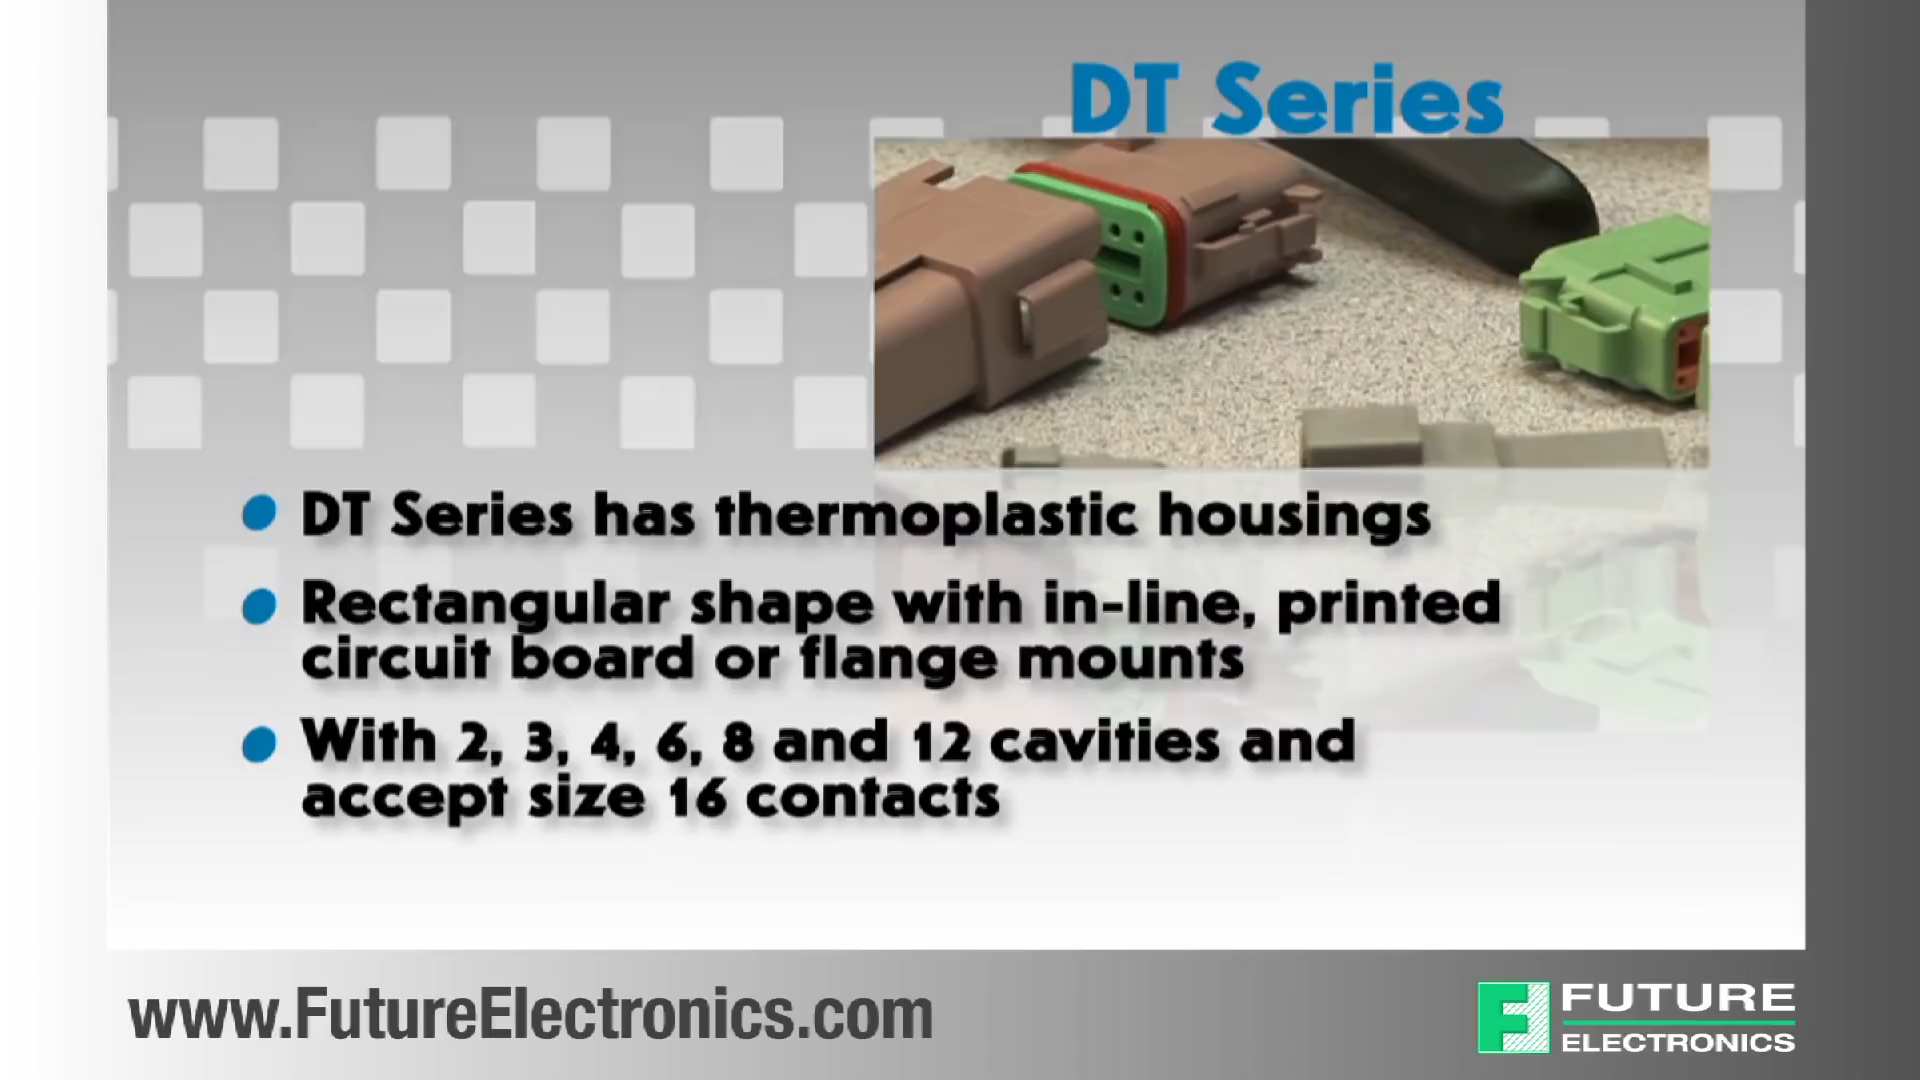 DT Series
DT Series has thermoplastic housings
Rectangular shape with in-line, printed
circuit board or flange mounts
With 2, 3, 4, 6, 8 and 12 cavities and
accept size 16 contacts
www.FutureElectronics.com
FUTURE
ELECTRONICS